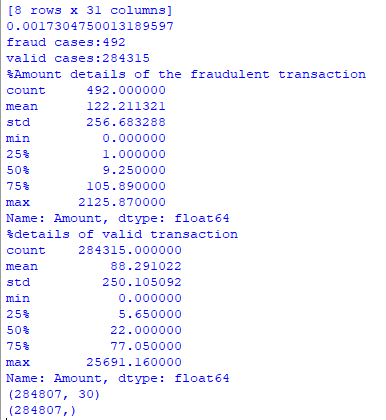 [8 rows x 31 columns]
0.0017304750013189597
fraud cases:492
valid cases:284315
%Amount details of the fraudulent transaction
count 492.000000
mean 122.211321
std 256.683288
min 0.000000
25% 1.000000
50% 9.250000
75% 105.890000
max 2125.870000
Name: Amount, dtype: float64
%details of valid transaction
count 284315.000000
mean 88.291022
std 250.105092
min 0.000000
25% 5.650000
50% 22.000000
75% 77.050000
max 25691.160000
Name: Amount, dtype: float64
(284807, 30)
(284807,)